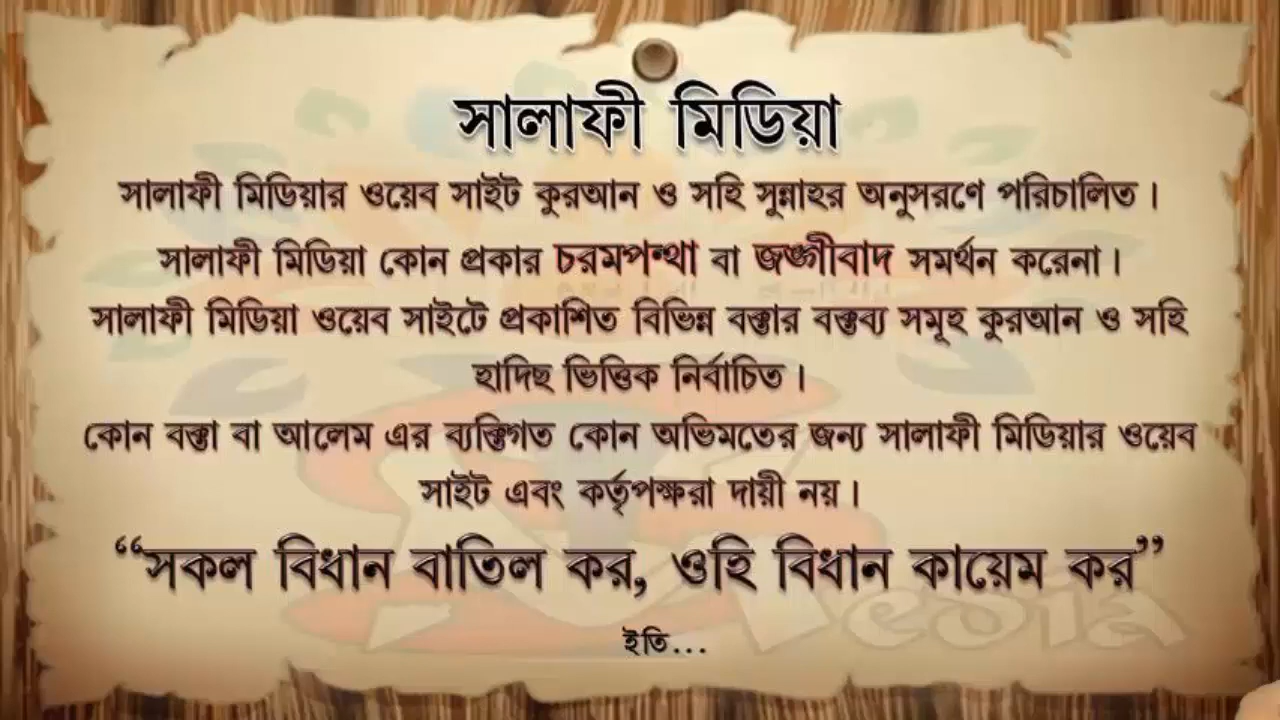 সালাফী মিডিয়া
সালাফী মিডিয়ার ওয়েব সাইট কুরআন ও সহি সুন্নাহর অনুসরণে পরিচালিত।
সালাফী মিডিয়া কোন প্রকার চরমপন্থা বা জঙ্গীবাদ সমর্থন করেনা।
সালাফী মিডিয়া ওয়েব সাইটে প্রকাশিত বিভিন্ন বক্তার বক্তব্য সমূহ কুরআন ও সহি
হাদিছ ভিত্তিক নির্বাচিত।
কোন বক্তা বা আলেম এর ব্যক্তিগত কোন অভিমতের জন্য সালাফী মিডিয়ার ওয়েব
সাইট এবং কর্তৃপক্ষরা দায়ী নয়।
“সকল বিধান বাতিল কর, ওহি বিধান কায়েম কর”
ইতি...